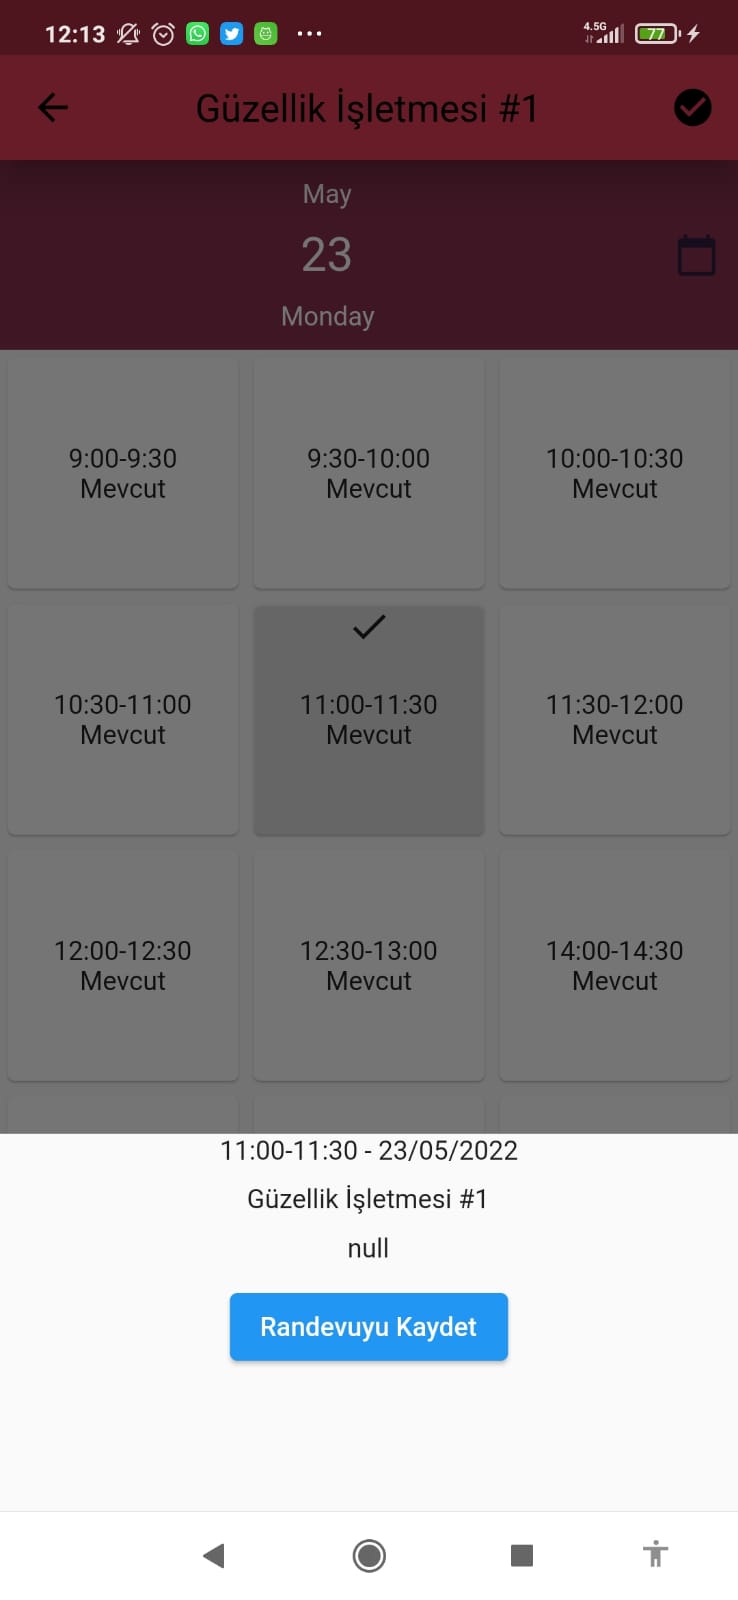 12:13
4.5G
77
Güzellik İşletmesi #1
May
23
Monday
9:00-9:30
Mevcut
9:30-10:00
Mevcut
10:00-10:30
Mevcut
10:30-11:00
Mevcut
11:00-11:30
Mevcut
11:30-12:00
Mevcut
12:00-12:30
Mevcut
12:30-13:00
Mevcut
14:00-14:30
Mevcut
11:00-11:30 - 23/05/2022
Güzellik İşletmesi #1
null
Randevuyu Kaydet